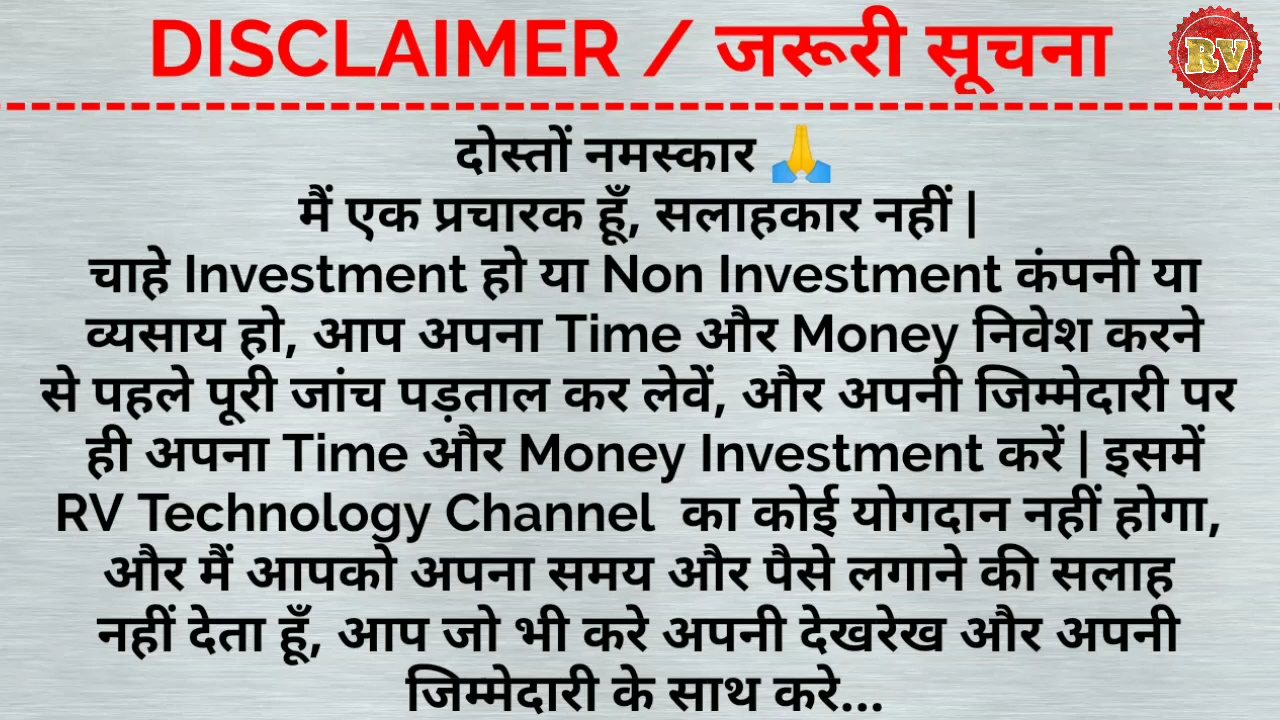 DISCLAIMER / जरूरी सूचना
RV
दोस्तों नमस्कार 🙏
मैं एक प्रचारक हूँ, सलाहकार नहीं |
चाहे Investment हो या Non Investment कंपनी या
व्यसाय हो, आप अपना Time और Money निवेश करने
से पहले पूरी जांच पड़ताल कर लेवें, और अपनी जिम्मेदारी पर
ही अपना Time और Money Investment करें | इसमें
RV Technology Channel का कोई योगदान नहीं होगा,
और मैं आपको अपना समय और पैसे लगाने की सलाह
नहीं देता हूँ, आप जो भी करे अपनी देखरेख और अपनी
जिम्मेदारी के साथ करे...